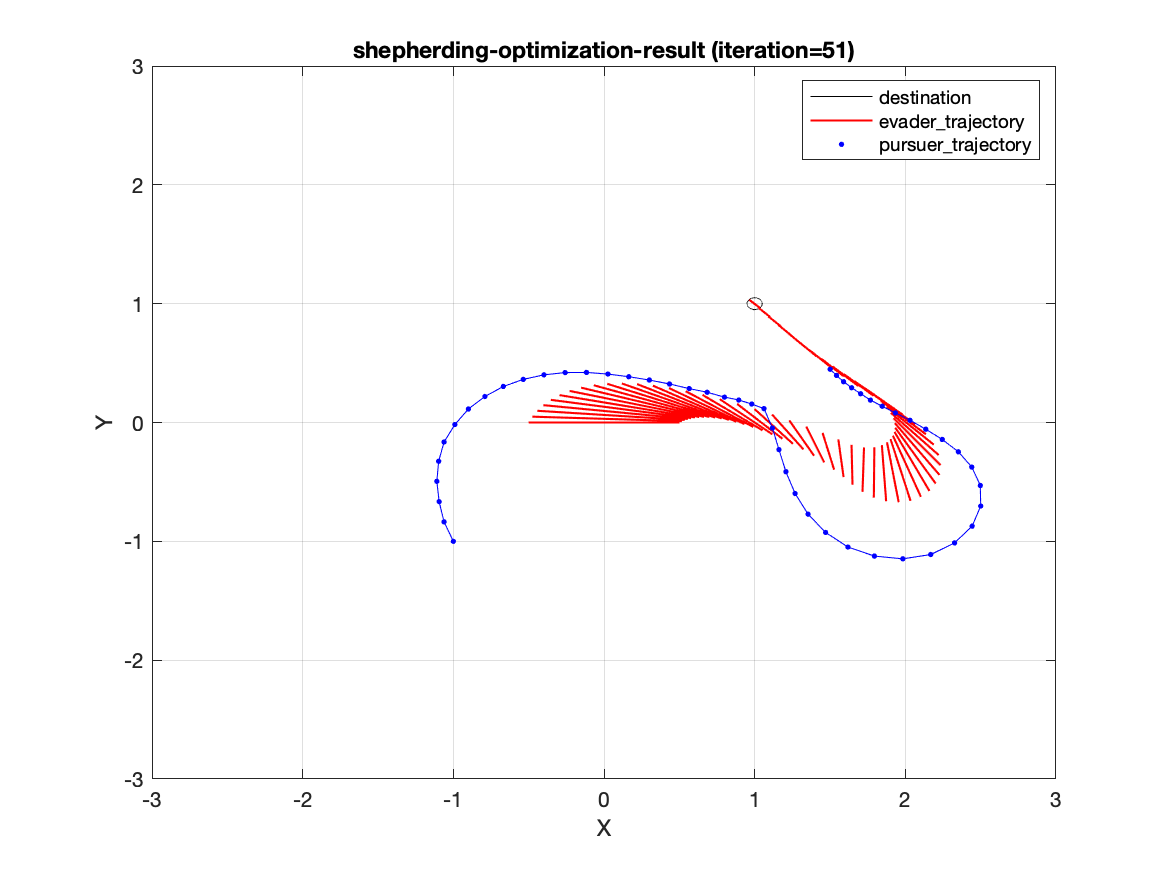 shepherding-optimization-result (iteration=51)
destination
evader_trajectory
pursuer_trajectory
3
2
1
0
-1
-2
-3
Y
-3 -2 -1 0 1 2 3
X